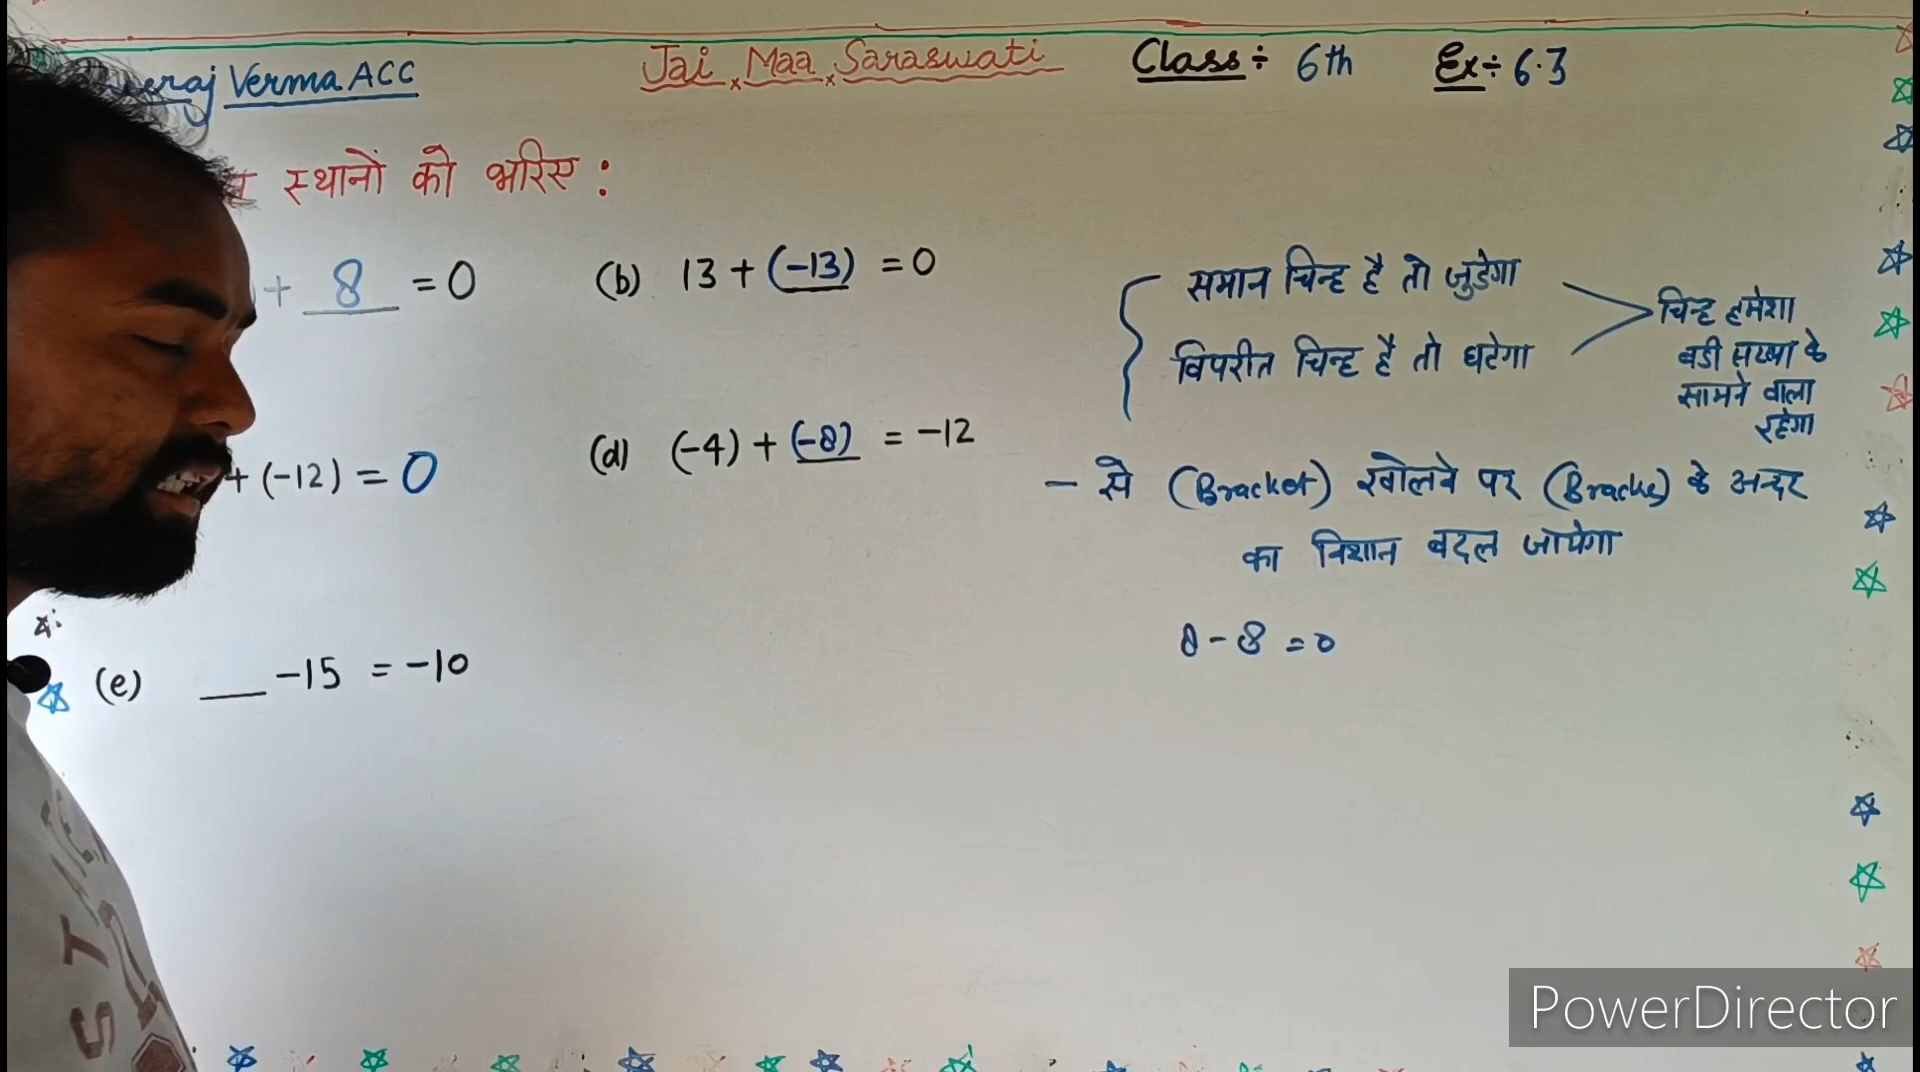 Verma ACC
Jai Maa Saraswati
Class÷ 6th
Ex÷ 6.3
स्थानों को भरिए :
+ 8 = 0
(b) 13 + (-13) = 0
+ (-12) = 0
(d) (-4) + (-8) = -12
(e) ___ -15 = -10
समान चिन्ह है तो जुडेगा
विपरीत चिन्ह है तो घटेगा
चिन्ह हमेशा
बडी सख्या के
सामने वाला
रहेगा
- से (Bracket) खोलने पर (Bracke) के अन्दर
का निशान बदल जायेगा
8 - 8 = 0
PowerDirector